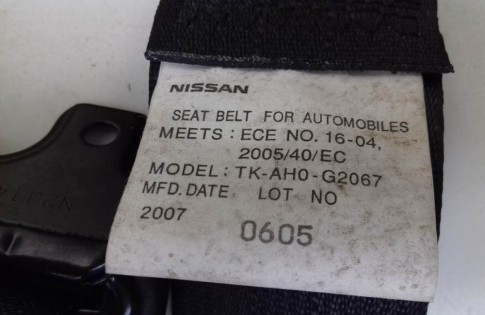 NISSAN
SEAT BELT FOR AUTOMOBILES
MEETS: ECE NO. 16-04,
2005/40/EC
MODEL: TK-AH0-G2067
MFD. DATE LOT NO
2007 0605